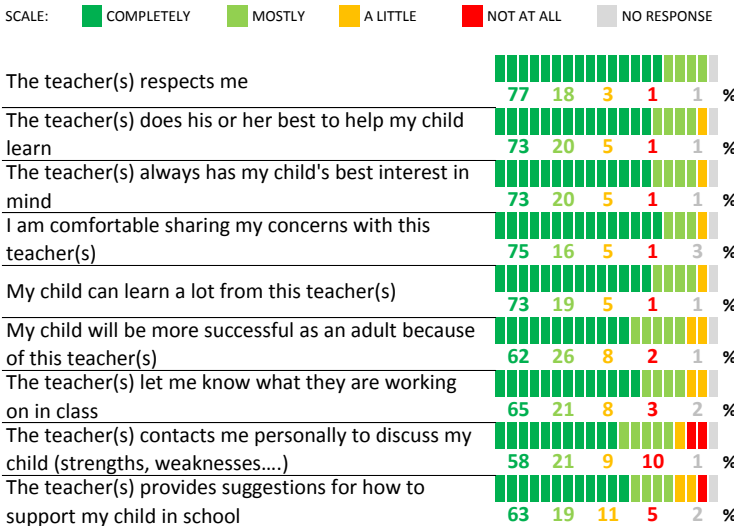 SCALE: COMPLETELY MOSTLY A LITTLE NOT AT ALL NO RESPONSE
The teacher(s) respects me
77 18 3 1 1 %
The teacher(s) does his or her best to help my child
learn
73 20 5 1 1 %
The teacher(s) always has my child's best interest in
mind
73 20 5 1 1 %
I am comfortable sharing my concerns with this
teacher(s)
75 16 5 1 3 %
My child can learn a lot from this teacher(s)
73 19 5 1 1 %
My child will be more successful as an adult because
of this teacher(s)
62 26 8 2 1 %
The teacher(s) let me know what they are working
on in class
65 21 8 3 2 %
The teacher(s) contacts me personally to discuss my
child (strengths, weaknesses....)
58 21 9 10 1 %
The teacher(s) provides suggestions for how to
support my child in school
63 19 11 5 2 %